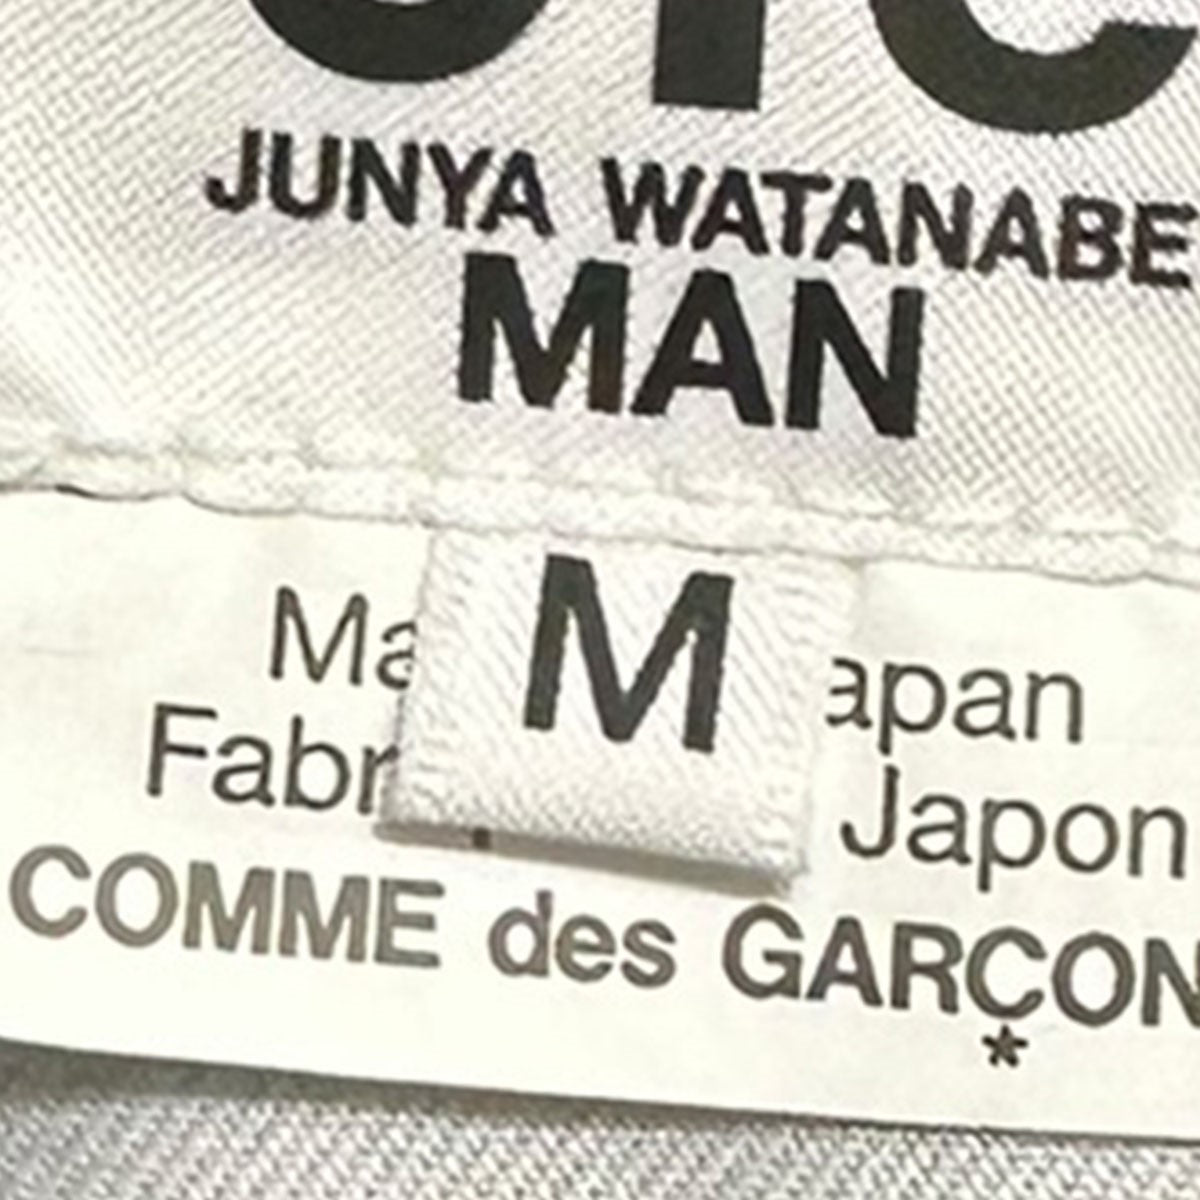 JUNYA WATANABE
MAN
M
Ma apan
Fabr Japon
COMME des GARÇON
*